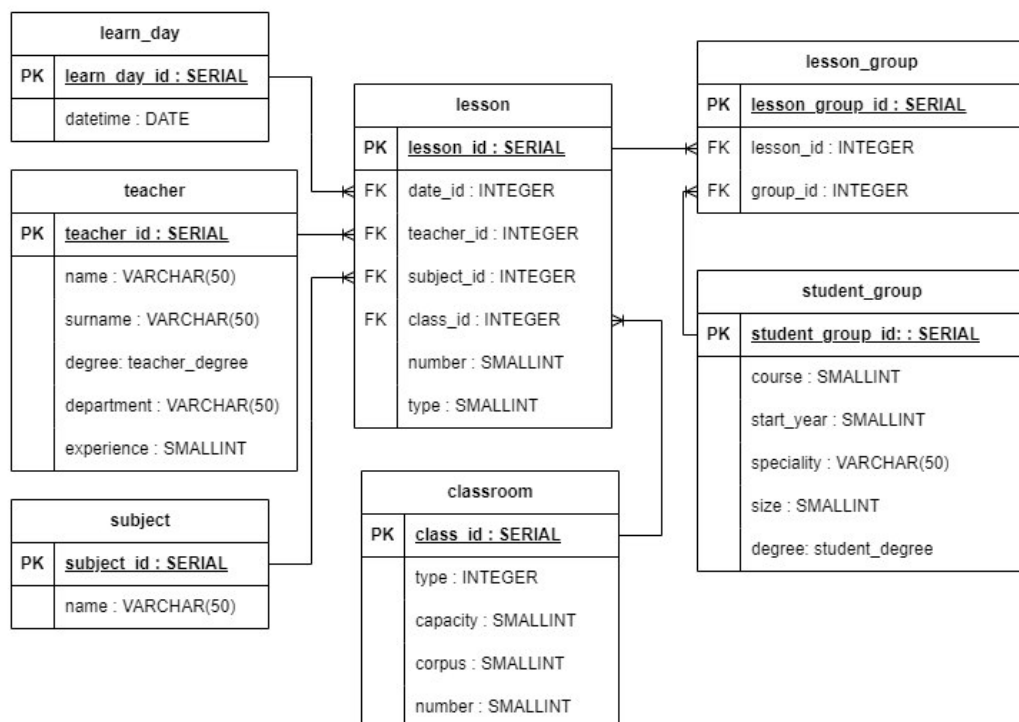 learn_day
PK learn_day_id : SERIAL
datetime : DATE
teacher
PK teacher_id : SERIAL
name : VARCHAR(50)
surname : VARCHAR(50)
degree: teacher_degree
department : VARCHAR(50)
experience : SMALLINT
subject
PK subject_id : SERIAL
name : VARCHAR(50)
lesson
PK lesson_id : SERIAL
FK date_id : INTEGER
FK teacher_id : INTEGER
FK subject_id : INTEGER
FK class_id : INTEGER
number : SMALLINT
type : SMALLINT
classroom
PK class_id : SERIAL
type : INTEGER
capacity : SMALLINT
corpus : SMALLINT
number : SMALLINT
lesson_group
PK lesson_group_id : SERIAL
FK lesson_id : INTEGER
FK group_id : INTEGER
student_group
PK student_group_id: : SERIAL
course : SMALLINT
start_year : SMALLINT
speciality : VARCHAR(50)
size : SMALLINT
degree: student_degree